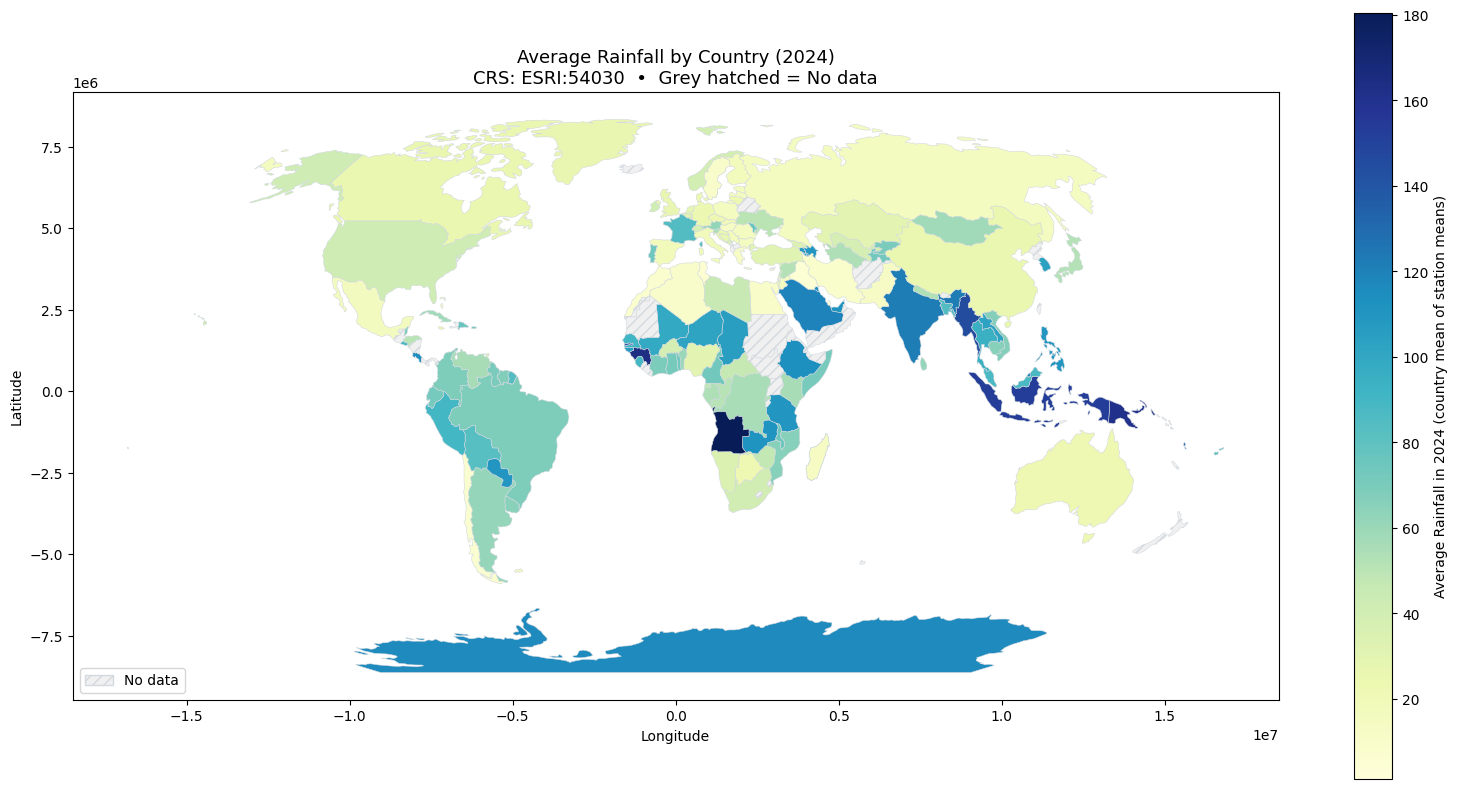 Average Rainfall by Country (2024)
CRS: ESRI:54030 • Grey hatched = No data
1e6
7.5
5.0
2.5
0.0
−2.5
−5.0
−7.5
Latitude
No data
−1.5
−1.0
−0.5
0.0
0.5
1.0
1.5
1e7
Longitude
180
160
140
120
100
80
60
40
20
Average Rainfall in 2024 (country mean of station means)